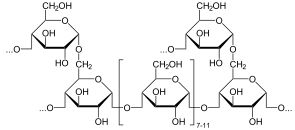 CH₂OH CH₂OH
O O
OH OH
...O O ...O O
HO HO
CH₂ CH₂OH CH₂
O O O
OH OH OH
...O O O O...
HO HO HO
7-11